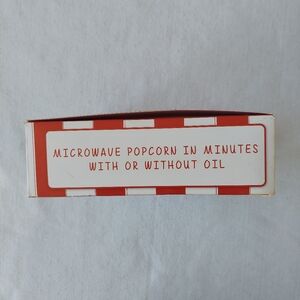 MICROWAVE POPCORN IN MINUTES
WITH OR WITHOUT OIL